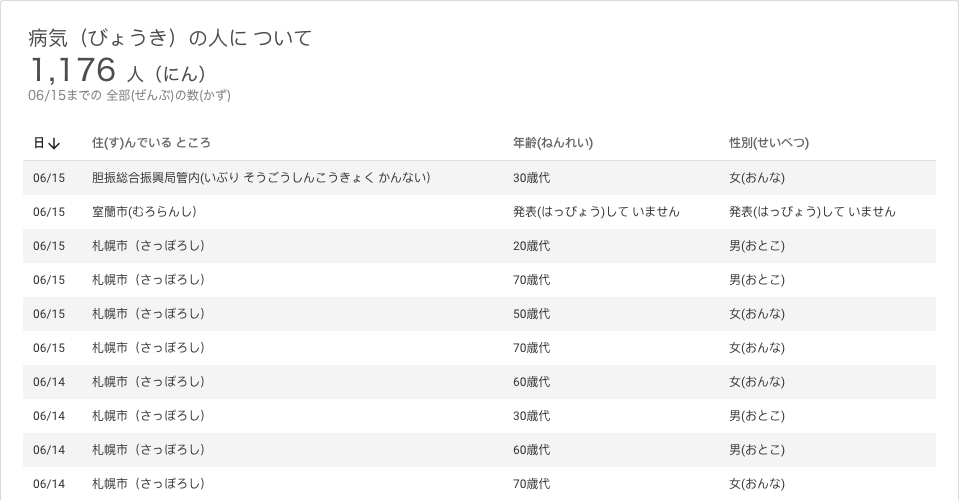 病気（びょうき）の人に ついて
1,176 人（にん）
06/15までの 全部(ぜんぶ)の数(かず)
日↓ 住(す)んでいる ところ 年齢(ねんれい) 性別(せいべつ)
06/15 胆振総合振興局管内(いぶり そうごうしんこうきょく かんない） 30歳代 女(おんな)
06/15 室蘭市(むろらんし） 発表(はっぴょう)して いません 発表(はっぴょう)して いません
06/15 札幌市（さっぽろし） 20歳代 男(おとこ)
06/15 札幌市（さっぽろし） 70歳代 男(おとこ)
06/15 札幌市（さっぽろし） 50歳代 女(おんな)
06/15 札幌市（さっぽろし） 70歳代 女(おんな)
06/14 札幌市（さっぽろし） 60歳代 女(おんな)
06/14 札幌市（さっぽろし） 30歳代 男(おとこ)
06/14 札幌市（さっぽろし） 60歳代 男(おとこ)
06/14 札幌市（さっぽろし） 70歳代 女(おんな)